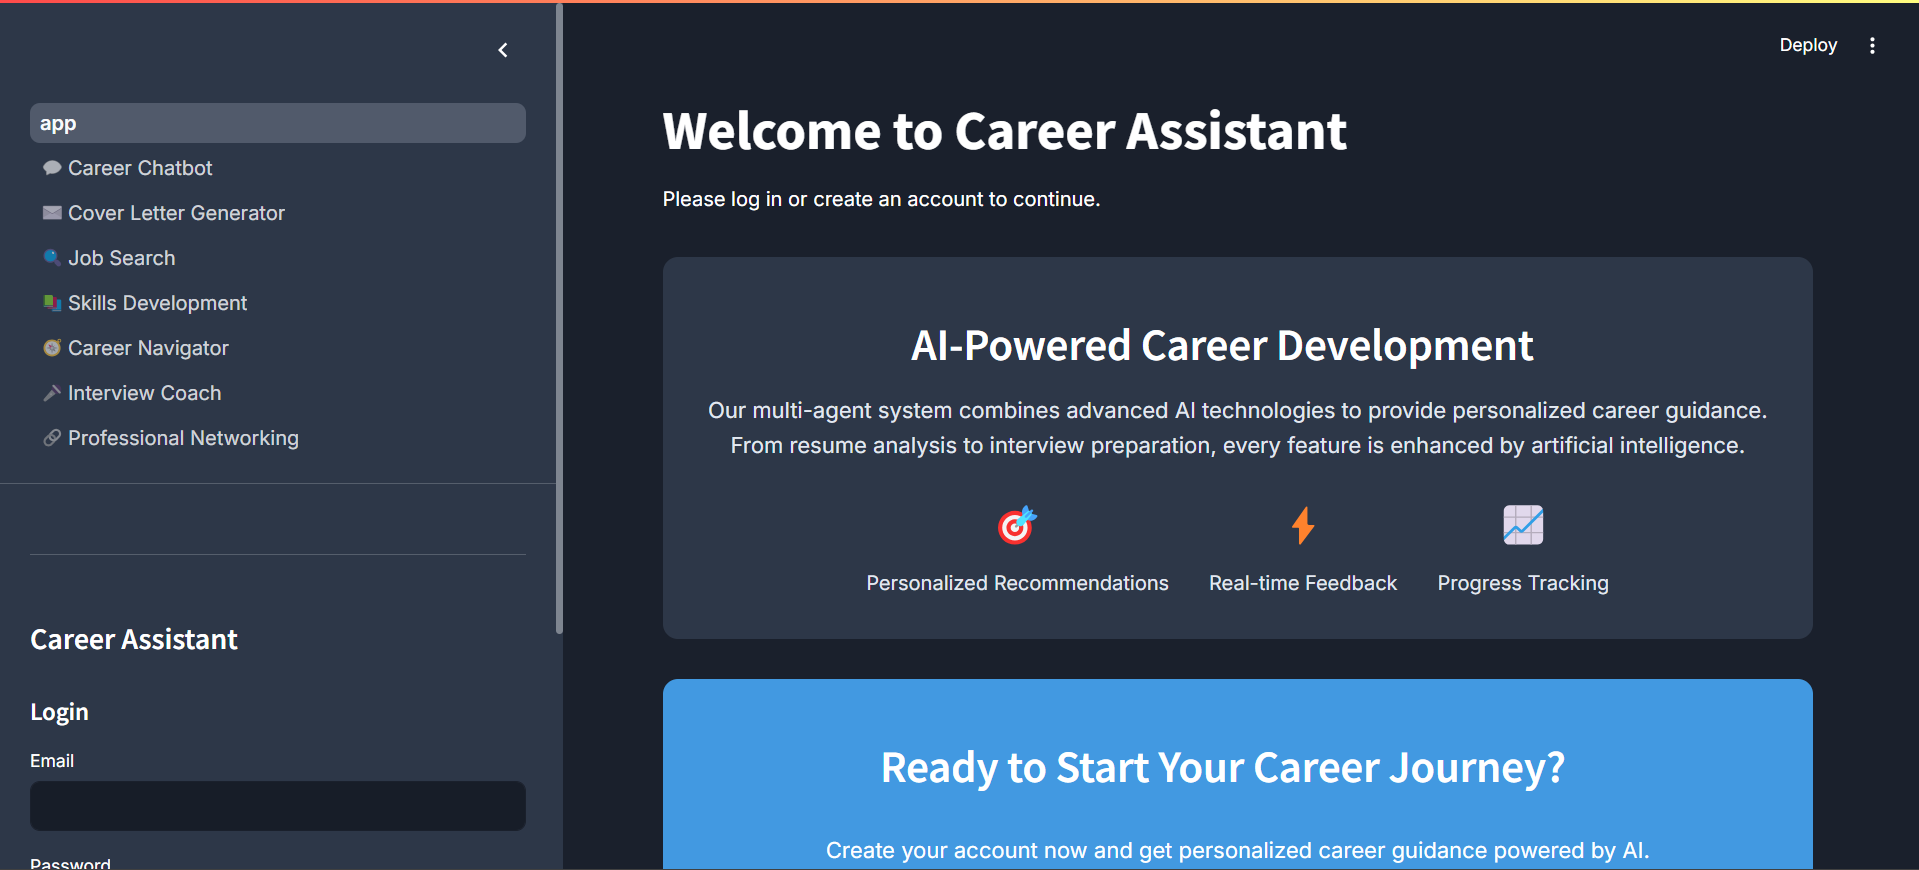 Deploy
app
Career Chatbot
Cover Letter Generator
Job Search
Skills Development
Career Navigator
Interview Coach
Professional Networking
Career Assistant
Login
Email
Password
Welcome to Career Assistant
Please log in or create an account to continue.
AI-Powered Career Development
Our multi-agent system combines advanced AI technologies to provide personalized career guidance.
From resume analysis to interview preparation, every feature is enhanced by artificial intelligence.
Personalized Recommendations
Real-time Feedback
Progress Tracking
Ready to Start Your Career Journey?
Create your account now and get personalized career guidance powered by AI.